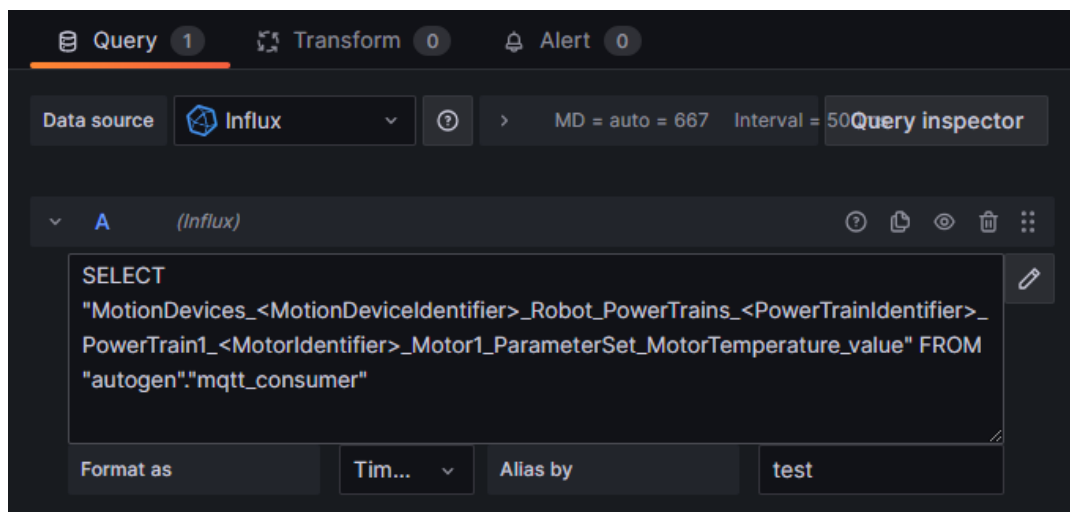 Query 1 Transform 0 Alert 0
Data source Influx MD = auto = 667 Interval = 50 Query inspector
A (Influx)
SELECT
"MotionDevices_<MotionDeviceIdentifier>_Robot_PowerTrains_<PowerTrainIdentifier>_
PowerTrain1_<MotorIdentifier>_Motor1_ParameterSet_MotorTemperature_value" FROM
"autogen"."mqtt_consumer"
Format as Tim... Alias by test